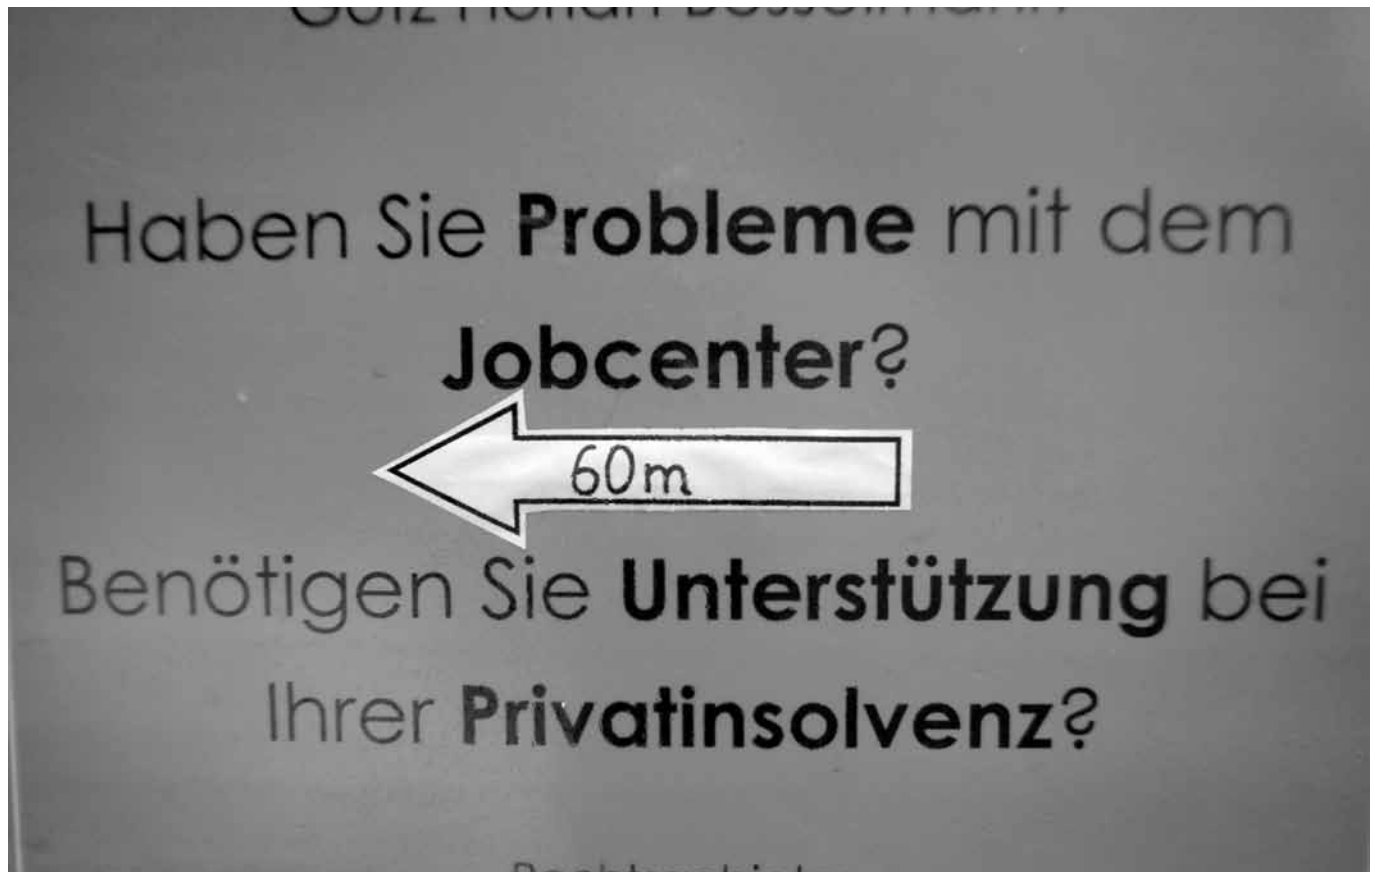 Haben Sie Probleme mit dem
Jobcenter?
60m
Benötigen Sie Unterstützung bei
Ihrer Privatinsolvenz?